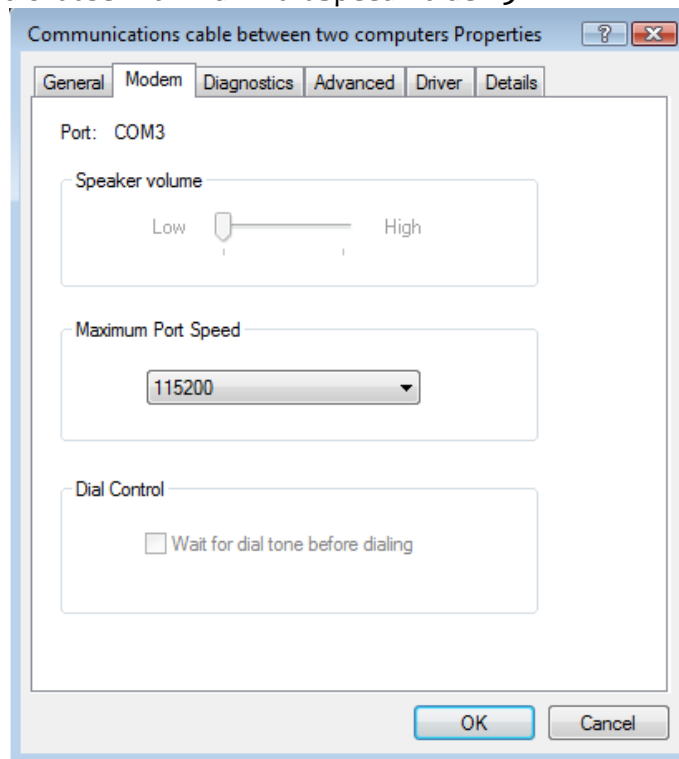 Communications cable between two computers Properties
General Modem Diagnostics Advanced Driver Details
Port: COM3
Speaker volume
Low High
Maximum Port Speed
115200
Dial Control
Wait for dial tone before dialing
OK Cancel